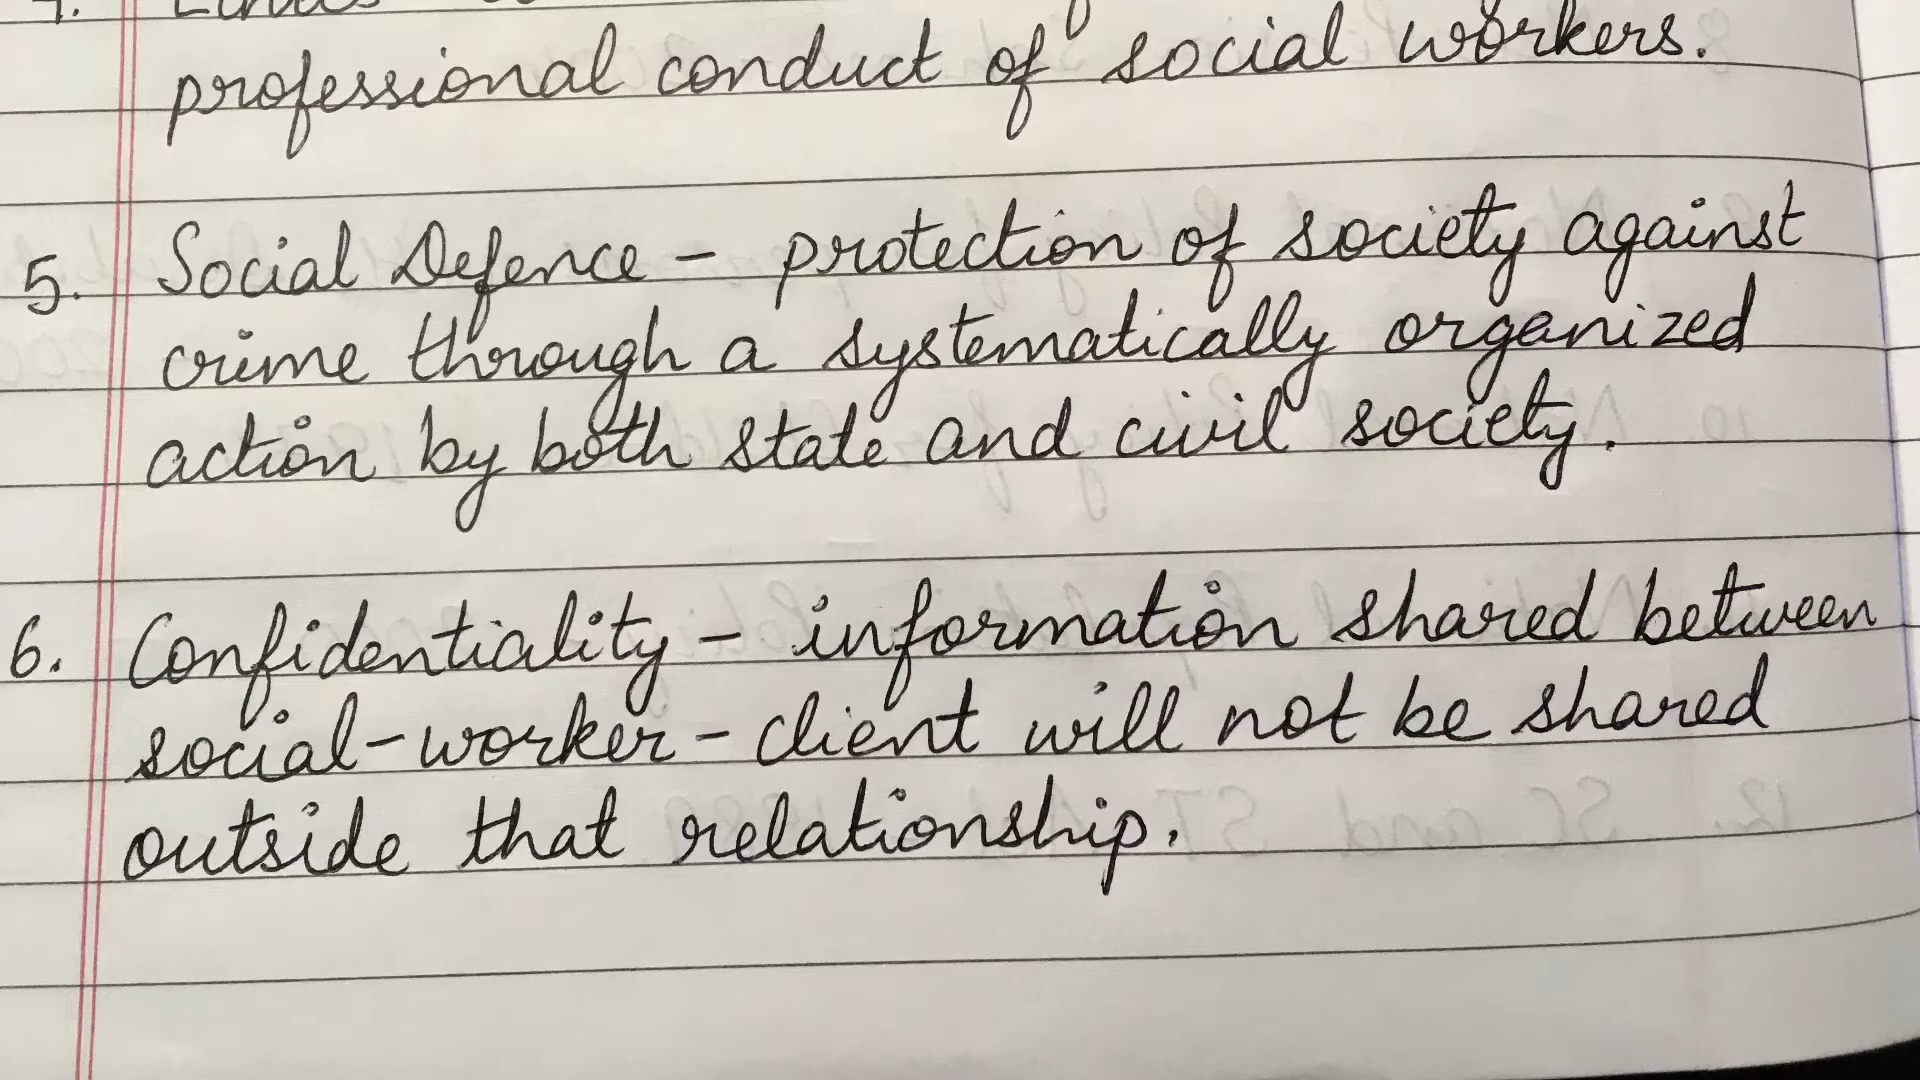 professional conduct of social workers.
5. Social Defence - protection of society against
crime through a systematically organized
action by both state and civil society.
6. Confidentiality - information shared between
social-worker-client will not be shared
outside that relationship.